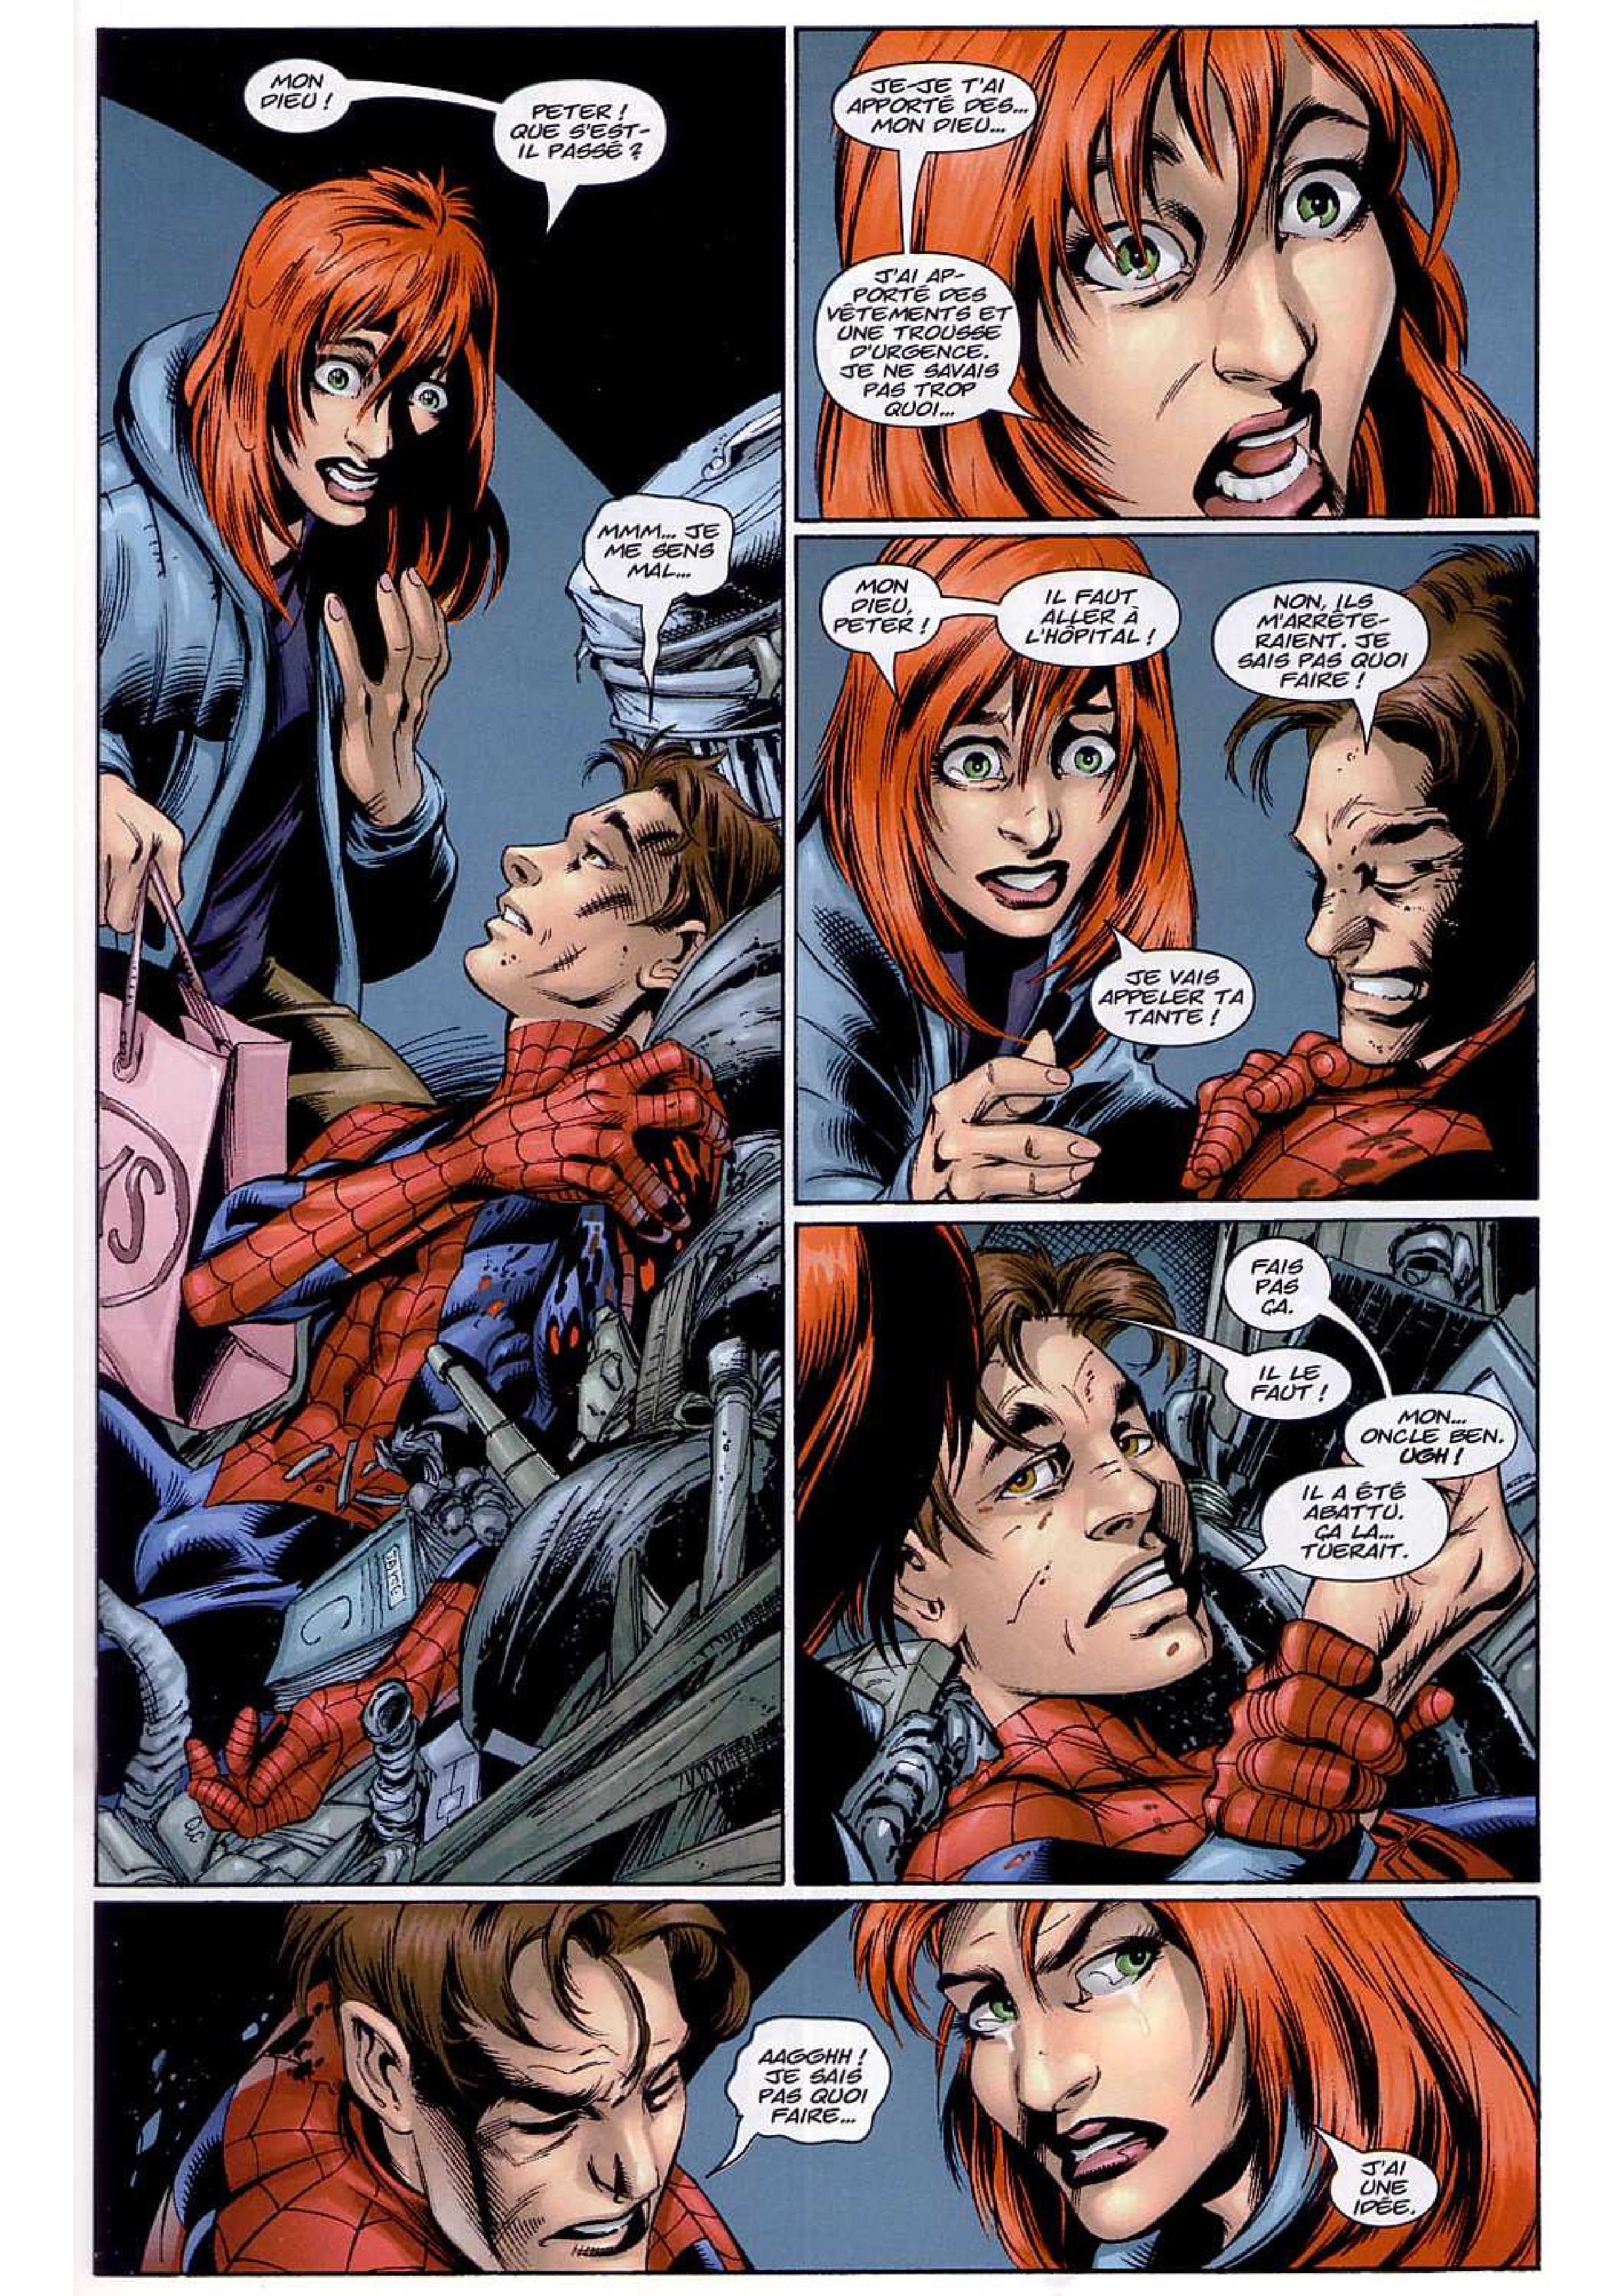 MON
DIEU !
PETER !
QUE S'EST-
IL PASSÉ ?
MMM... JE
ME SENS
MAL...
YS
JE-JE T'AI
APPORTÉ DES...
MON DIEU...
J'AI AP-
PORTÉ DES
VÊTEMENTS ET
UNE TROUSSE
D'URGENCE.
JE NE SAVAIS
PAS TROP
QUOI...
MON
DIEU,
PETER !
IL FAUT
ALLER À
L'HÔPITAL !
NON, ILS
M'ARRÊTE-
RAIENT. JE
SAIS PAS QUOI
FAIRE !
JE VAIS
APPELER TA
TANTE !
FAIS
PAS
ÇA.
IL LE
FAUT !
MON...
ONCLE BEN.
UGH !
IL A ÉTÉ
ABATTU.
ÇA LA...
TUERAIT.
AAGGHH !
JE SAIS
PAS QUOI
FAIRE...
J'AI
UNE
IDÉE.